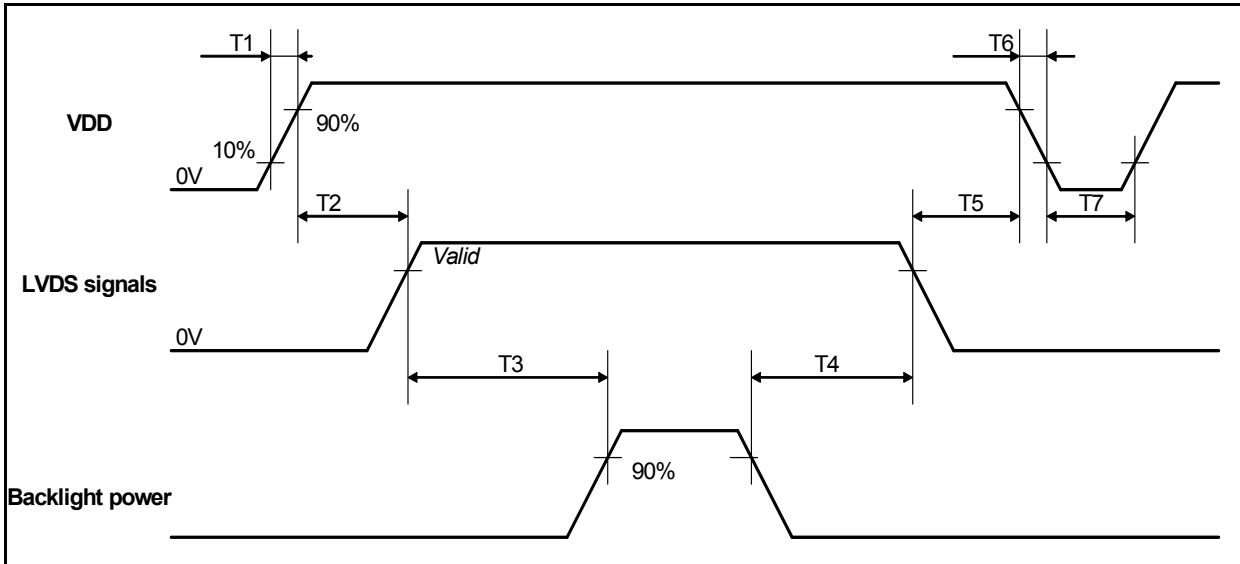 T1
T6
VDD
90%
10%
0V
T2
T5
T7
Valid
LVDS signals
0V
T3
T4
90%
Backlight power